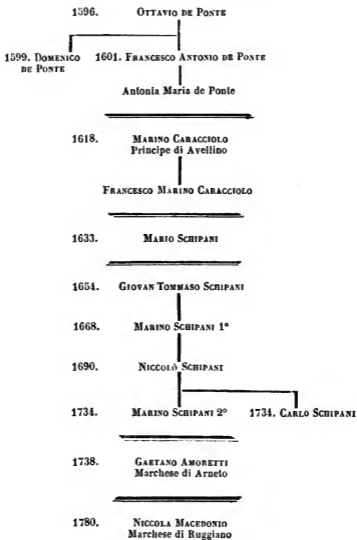 1596. OTTAVIO DE PONTE
1599. DOMENICO DE PONTE
1601. FRANCESCO ANTONIO DE PONTE
Antonia Maria de Ponte
1618. MARINO CARACCIOLO
Principe di Avellino
FRANCESCO MARINO CARACCIOLO
1633. MARIO SCHIPANI
1654. GIOVAN TOMMASO SCHIPANI
1668. MARINO SCHIPANI 1°
1690. NICCOLÒ SCHIPANI
1734. MARINO SCHIPANI 2° 1734. CARLO SCHIPANI
1738. GAETANO AMORETTI
Marchese di Arneto
1780. NICCOLA MACEDONIO
Marchese di Ruggiano